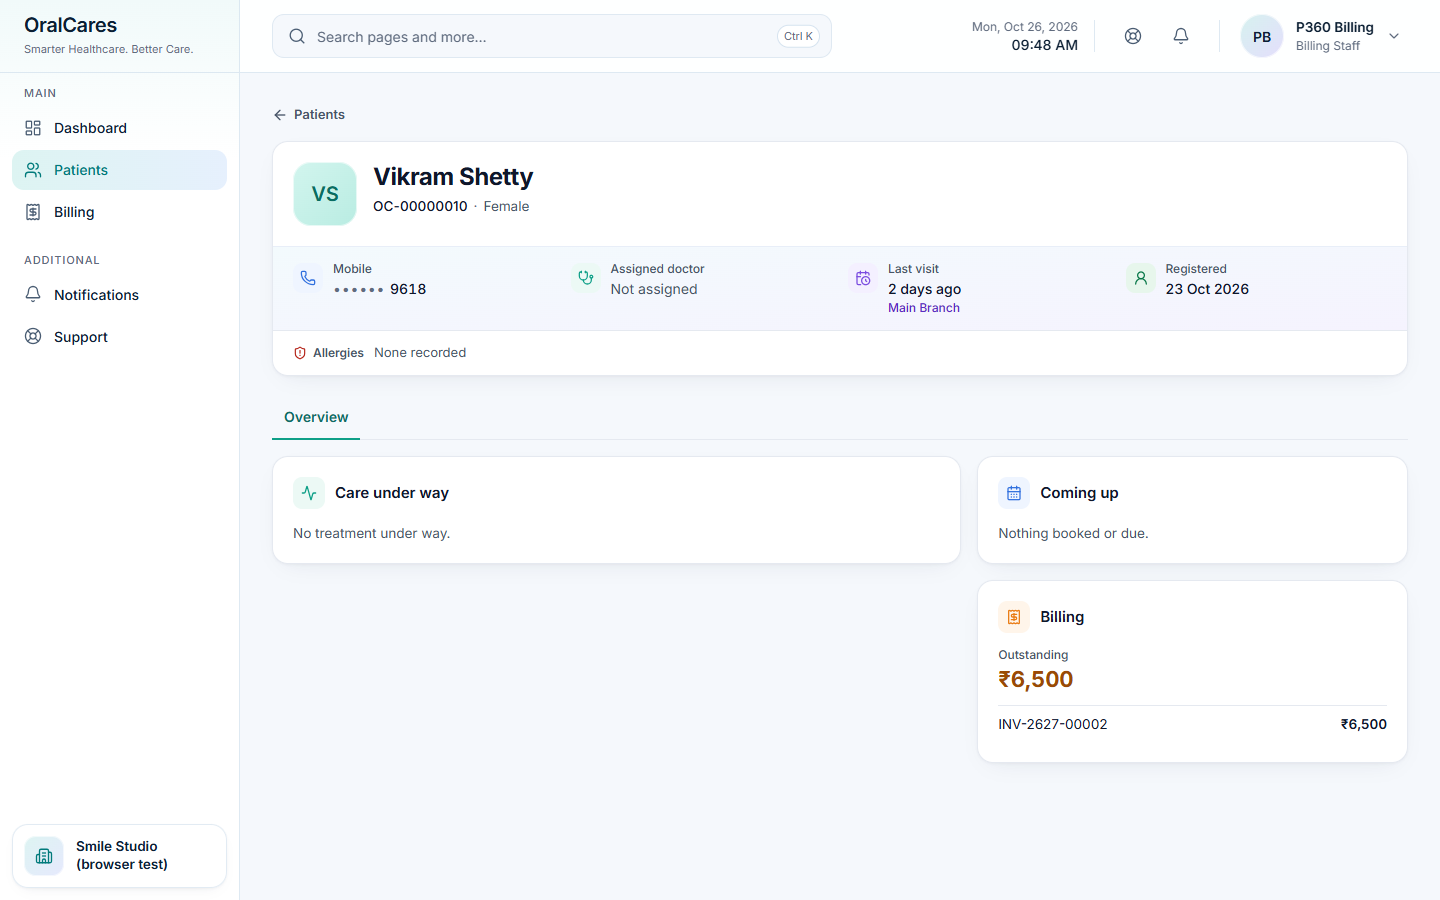 OralCares
Smarter Healthcare. Better Care.
Search pages and more...
Ctrl K
Mon, Oct 26, 2026
09:48 AM
PB
P360 Billing
Billing Staff
MAIN
Dashboard
Patients
Billing
ADDITIONAL
Notifications
Support
Smile Studio
(browser test)
Patients
VS
Vikram Shetty
OC-00000010 · Female
Mobile
•••••• 9618
Assigned doctor
Not assigned
Last visit
2 days ago
Main Branch
Registered
23 Oct 2026
Allergies None recorded
Overview
Care under way
No treatment under way.
Coming up
Nothing booked or due.
Billing
Outstanding
₹6,500
INV-2627-00002 ₹6,500